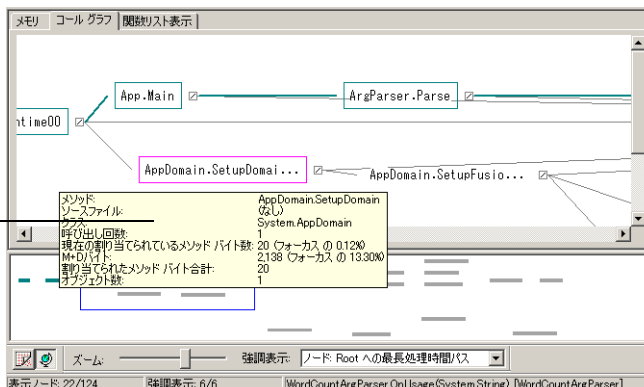 メモリ コール グラフ 関数リスト表示
App.Main
ArgParser.Parse
ntime00
AppDomain.SetupDomai...
AppDomain.SetupFusio...
メソッド: AppDomain.SetupDomain
ソースファイル: (なし)
クラス: System.AppDomain
呼び出し回数: 1
現在の割り当てられているメソッド バイト数: 20 (フォーカス の 0.12%)
M+Dバイト: 2,138 (フォーカス の 13.30%)
割り当てられたメソッド バイト合計: 20
オブジェクト数: 1
ズーム: 強調表示: ノード: Root への最長処理時間パス
表示ノード: 22/124 強調表示: 6/6 WordCountArgParser.OnUsage(System.String) [WordCountArgParser]